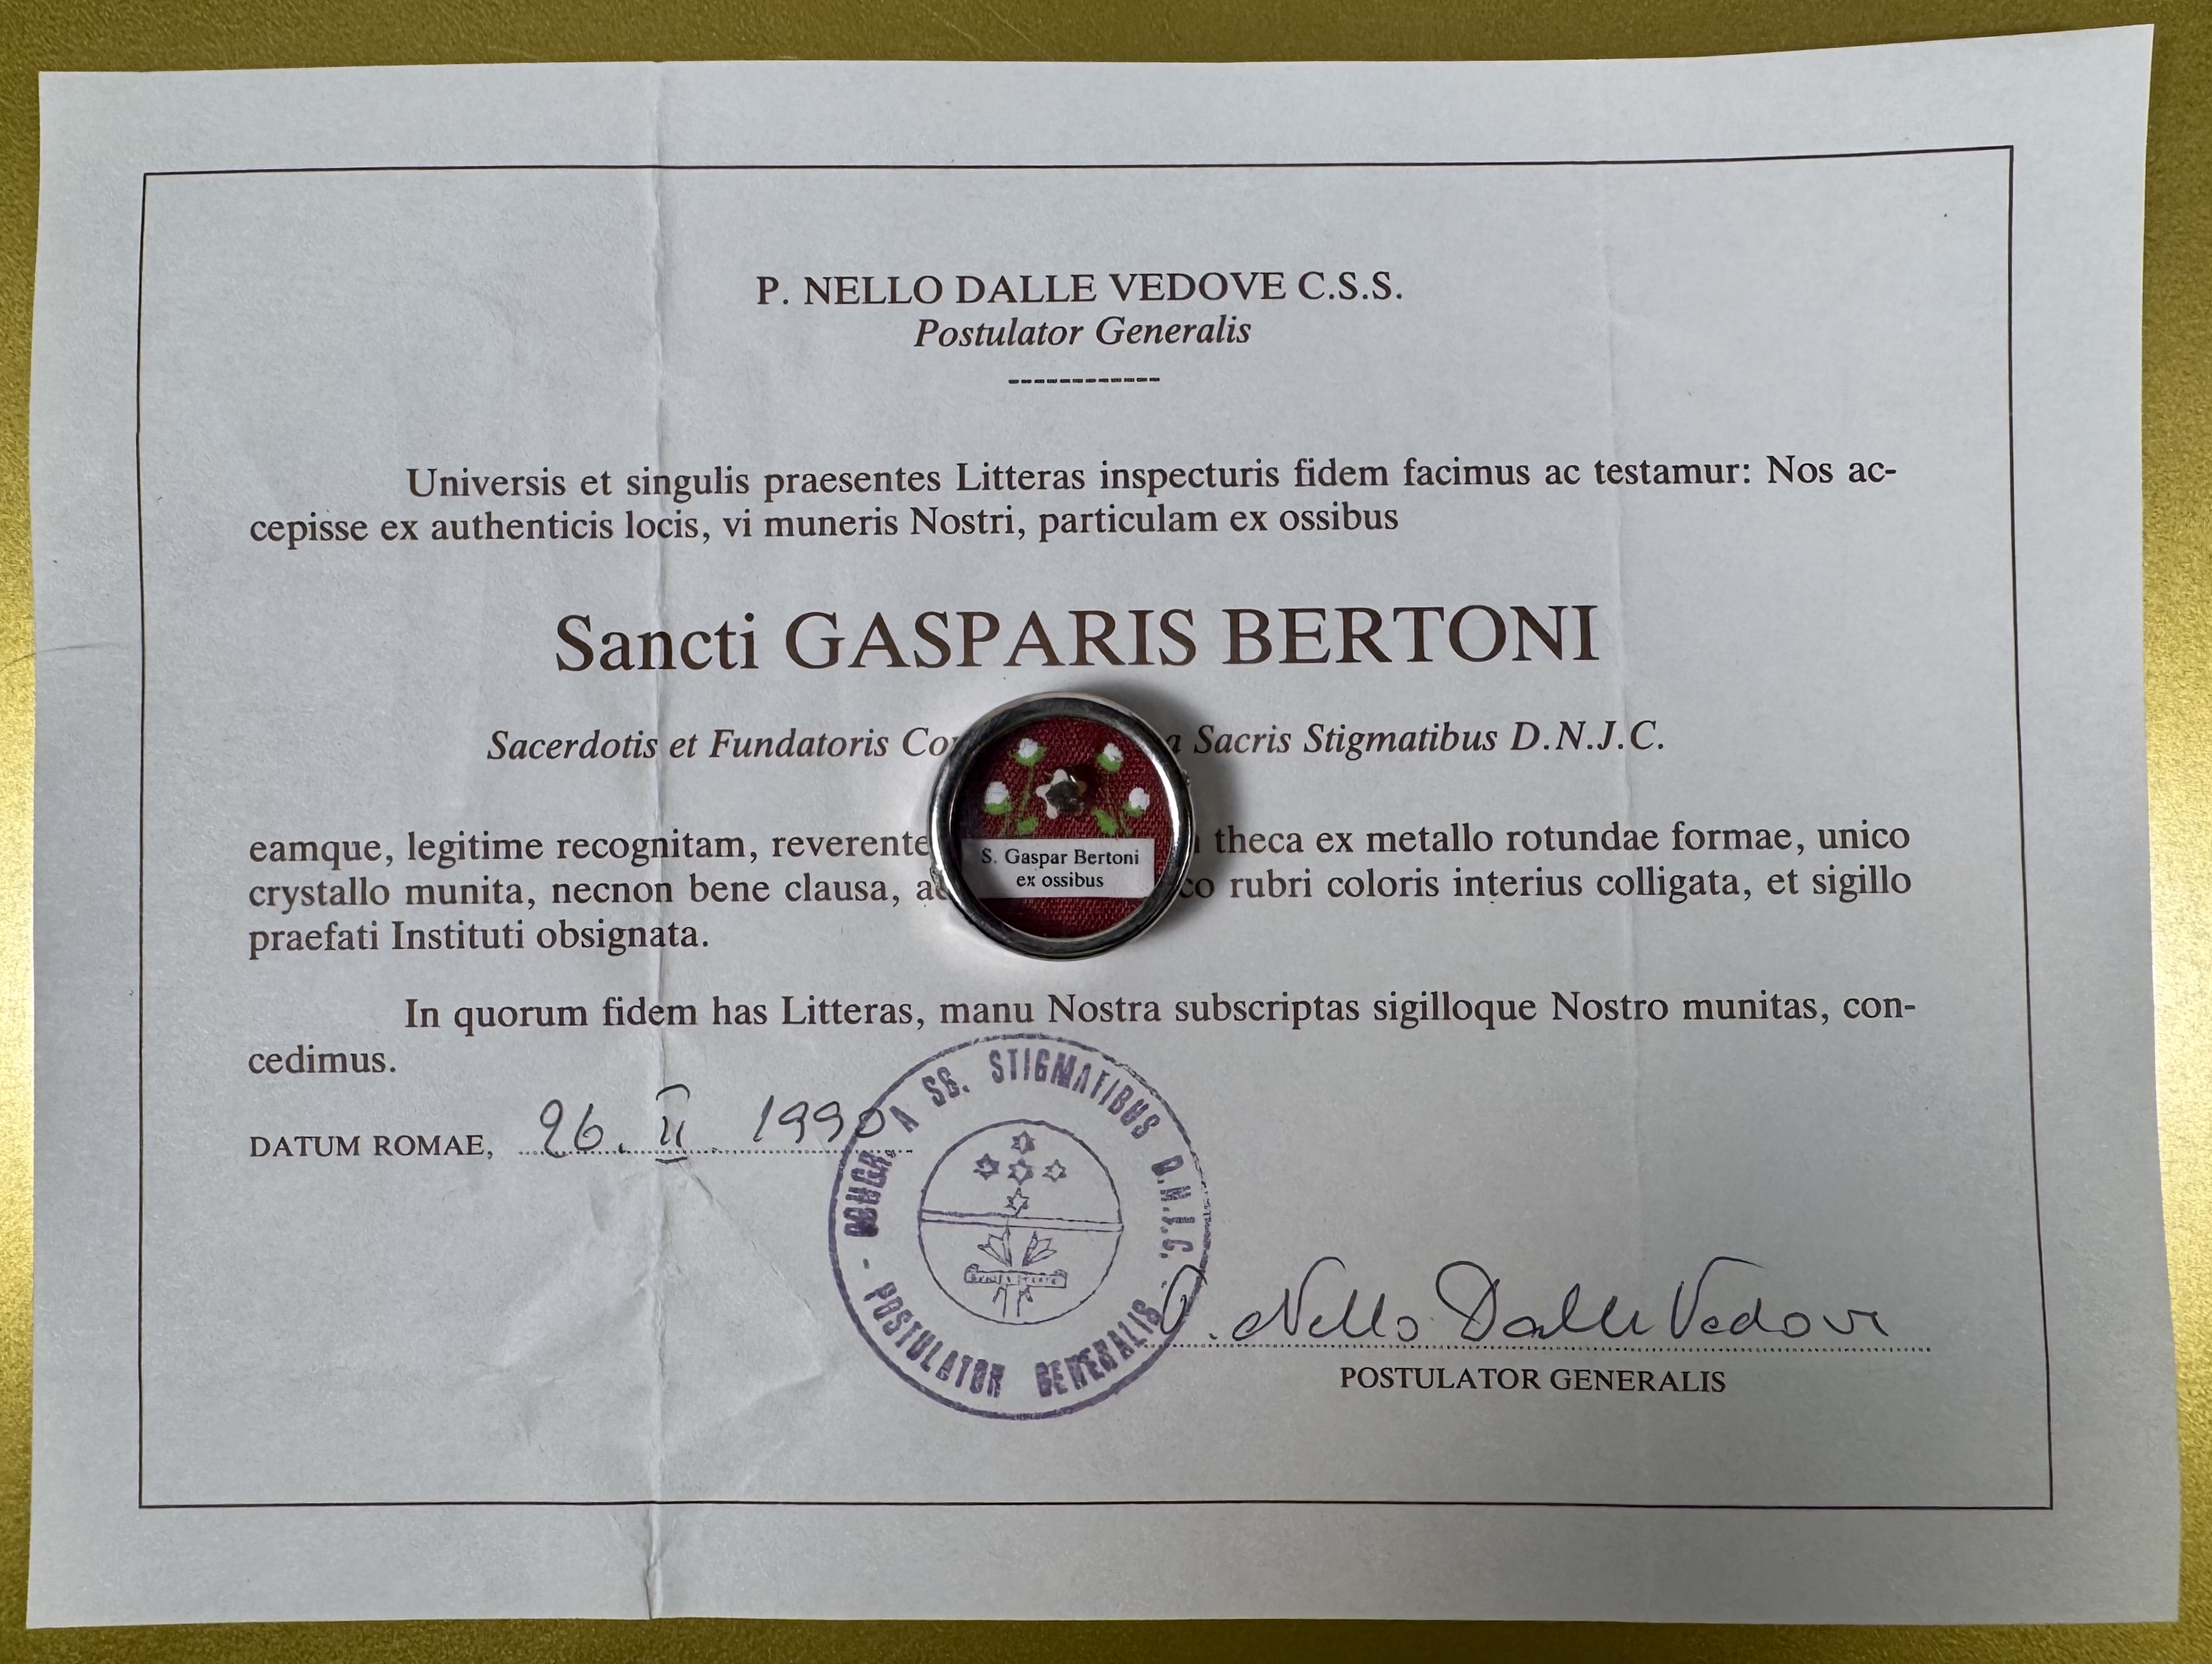 P. NELLO DALLE VEDOVE C.S.S.
Postulator Generalis
Universis et singulis praesentes Litteras inspecturis fidem facimus ac testamur: Nos ac-
cepisse ex authenticis locis, vi muneris Nostri, particulam ex ossibus
Sancti GASPARIS BERTONI
Sacerdotis et Fundatoris a Sacris Stigmatibus D.N.J.C.
eamque, legitime recognitam, theca ex metallo rotundae formae, unico
S. Gaspar Bertoni
ex ossibus
crystallo munita, necnon bene clausa, rubri coloris interius colligata, et sigillo
praefati Instituti obsignata.
In quorum fidem has Litteras, manu Nostra subscriptas sigilloque Nostro munitas, con-
cedimus.
DATUM ROMAE, 26. II. 1990
CONGR. A SS. STIGMATIBUS D.N.J.C.
- POSTULATOR GENERALIS
P. Nello Dalle Vedove
POSTULATOR GENERALIS